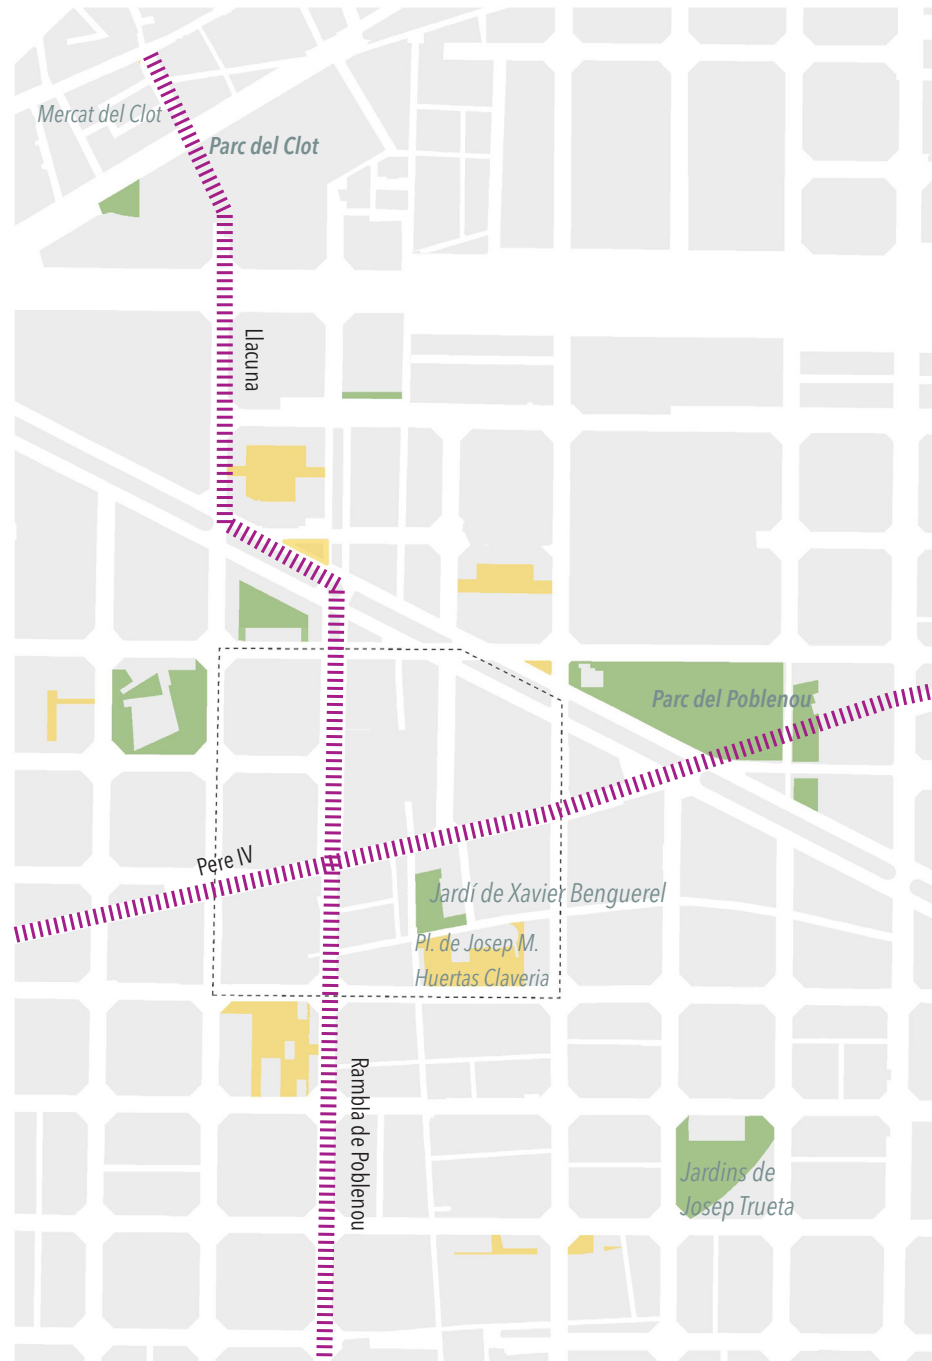 Mercat del Clot
Parc del Clot
Llacuna
Parc del Poblenou
Pere IV
Jardí de Xavier Benguerel
Pl. de Josep M.
Huertas Claveria
Rambla de Poblenou
Jardins de
Josep Trueta